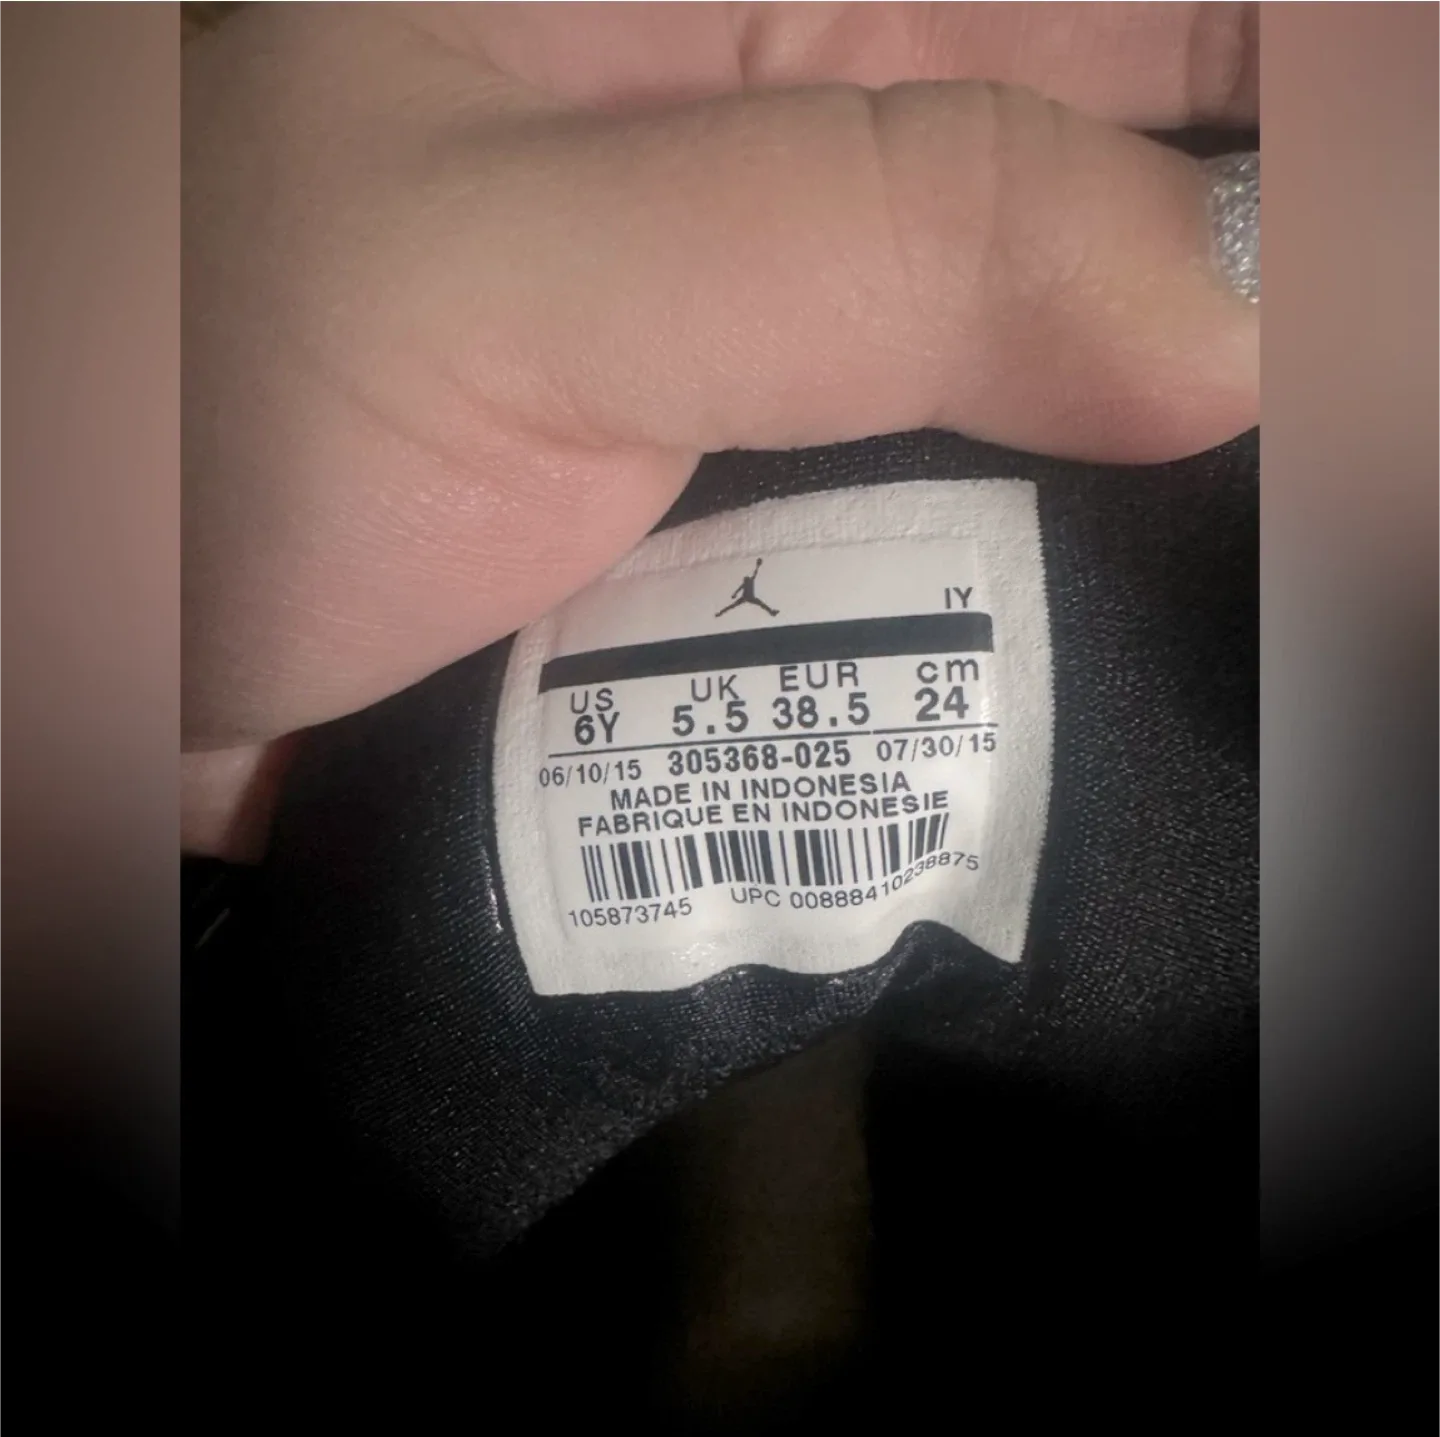 IY
US UK EUR cm
6Y 5.5 38.5 24
06/10/15 305368-025 07/30/15
MADE IN INDONESIA
FABRIQUE EN INDONESIE
105873745 UPC 00888410238875